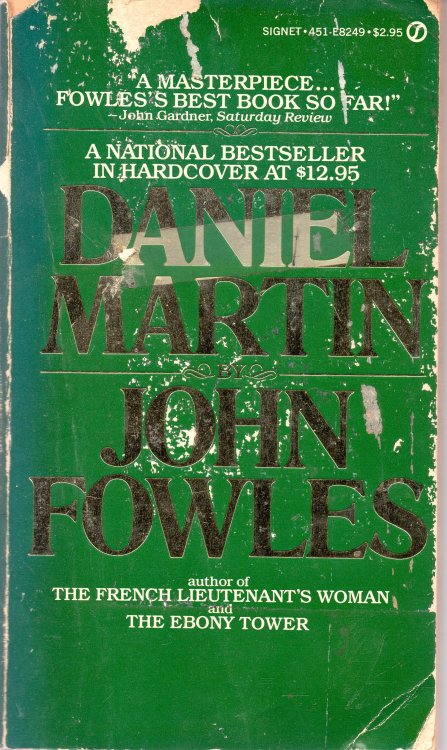 SIGNET • 451-E8249 • $2.95
A MASTERPIECE...
FOWLES'S BEST BOOK SO FAR!”
—John Gardner, Saturday Review
A NATIONAL BESTSELLER
IN HARDCOVER AT $12.95
DANIEL
MARTIN
BY
JOHN
FOWLES
author of
THE FRENCH LIEUTENANT'S WOMAN
and
THE EBONY TOWER